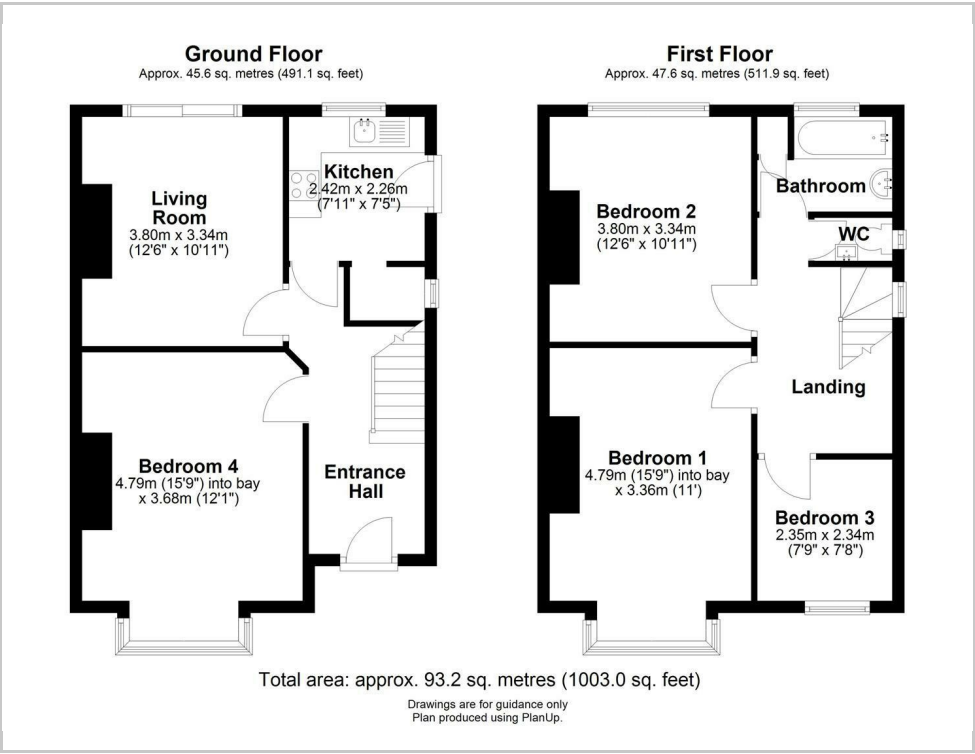 Ground Floor
Approx. 45.6 sq. metres (491.1 sq. feet)
Living
Room
3.80m x 3.34m
(12'6" x 10'11")
Kitchen
2.42m x 2.26m
(7'11" x 7'5")
Bedroom 4
4.79m (15'9") into bay
x 3.68m (12'1")
Entrance
Hall
First Floor
Approx. 47.6 sq. metres (511.9 sq. feet)
Bedroom 2
3.80m x 3.34m
(12'6" x 10'11")
Bathroom
WC
Landing
Bedroom 1
4.79m (15'9") into bay
x 3.36m (11')
Bedroom 3
2.35m x 2.34m
(7'9" x 7'8")
Total area: approx. 93.2 sq. metres (1003.0 sq. feet)
Drawings are for guidance only
Plan produced using PlanUp.